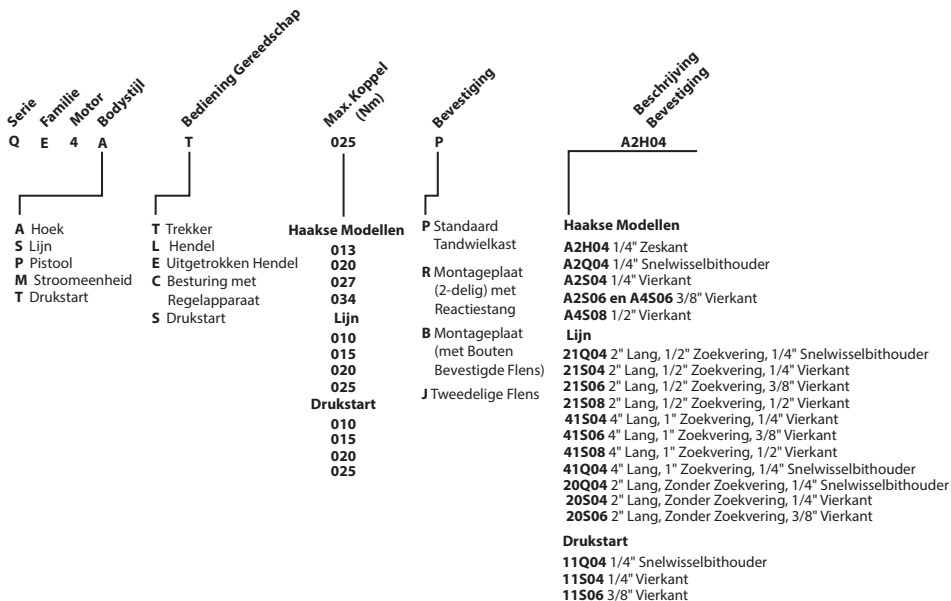 Serie
Familie
Motor
Bodystijl
Bediening Gereedschap
Max. Koppel
(Nm)
Bevestiging
Beschrijving
Bevestiging
Q E 4 A T 025 P A2H04
A Hoek
S Lijn
P Pistool
M Stroomeenheid
T Drukstart
T Trekker
L Hendel
E Uitgetrokken Hendel
C Besturing met
Regelapparaat
S Drukstart
Haakse Modellen
013
020
027
034
Lijn
010
015
020
025
Drukstart
010
015
020
025
P Standaard
Tandwielkast
R Montageplaat
(2-delig) met
Reactiestang
B Montageplaat
(met Bouten
Bevestigde Flens)
J Tweedelige Flens
Haakse Modellen
A2H04 1/4" Zeskant
A2Q04 1/4" Snelwisselbithouder
A2S04 1/4" Vierkant
A2S06 en A4S06 3/8" Vierkant
A4S08 1/2" Vierkant
Lijn
21Q04 2" Lang, 1/2" Zoekvering, 1/4" Snelwisselbithouder
21S04 2" Lang, 1/2" Zoekvering, 1/4" Vierkant
21S06 2" Lang, 1/2" Zoekvering, 3/8" Vierkant
21S08 2" Lang, 1/2" Zoekvering, 1/2" Vierkant
41S04 4" Lang, 1" Zoekvering, 1/4" Vierkant
41S06 4" Lang, 1" Zoekvering, 3/8" Vierkant
41S08 4" Lang, 1" Zoekvering, 1/2" Vierkant
41Q04 4" Lang, 1" Zoekvering, 1/4" Snelwisselbithouder
20Q04 2" Lang, Zonder Zoekvering, 1/4" Snelwisselbithouder
20S04 2" Lang, Zonder Zoekvering, 1/4" Vierkant
20S06 2" Lang, Zonder Zoekvering, 3/8" Vierkant
Drukstart
11Q04 1/4" Snelwisselbithouder
11S04 1/4" Vierkant
11S06 3/8" Vierkant